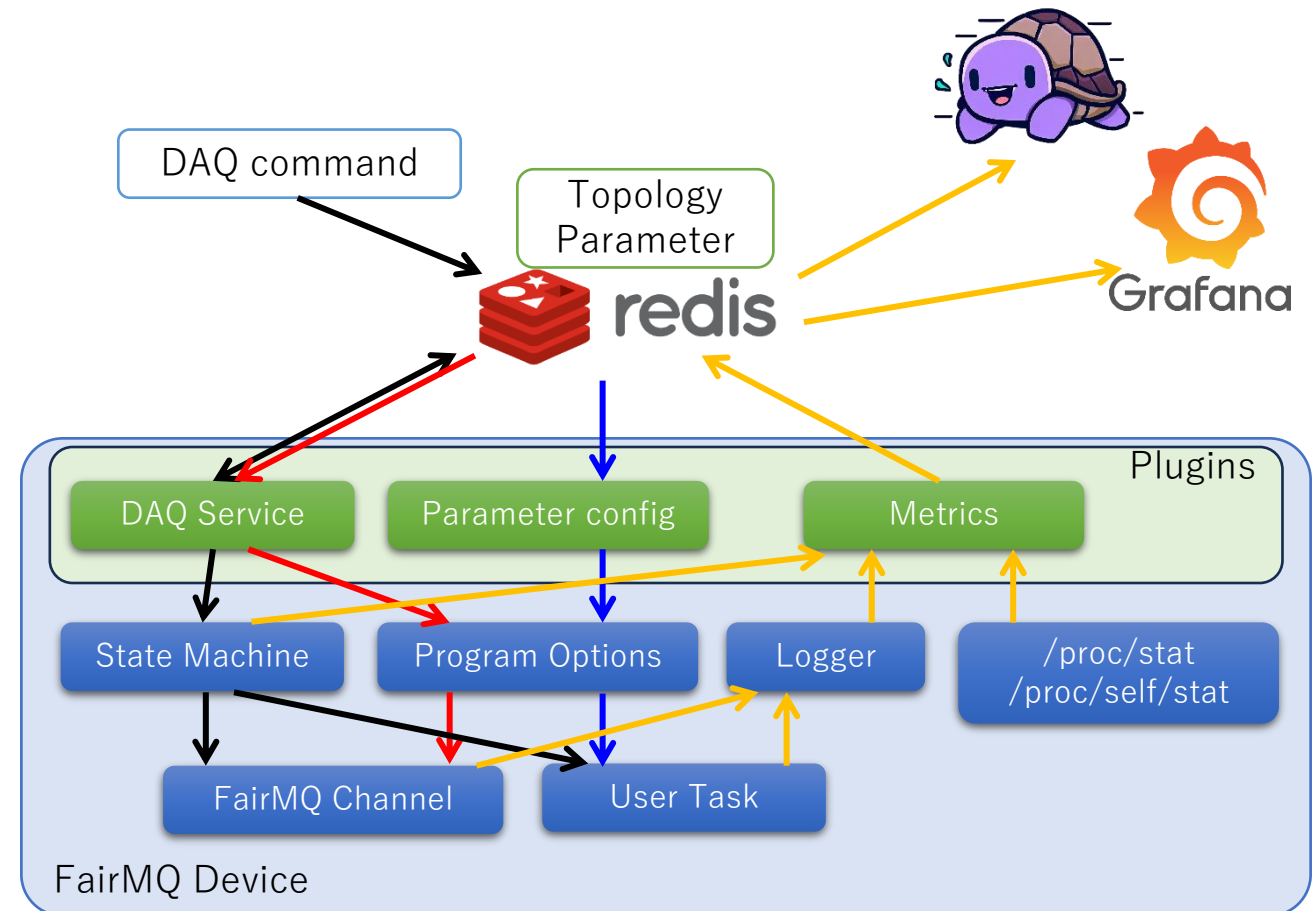 DAQ command
Topology
Parameter
redis
Grafana
Plugins
DAQ Service
Parameter config
Metrics
State Machine
Program Options
Logger
/proc/stat
/proc/self/stat
FairMQ Channel
User Task
FairMQ Device